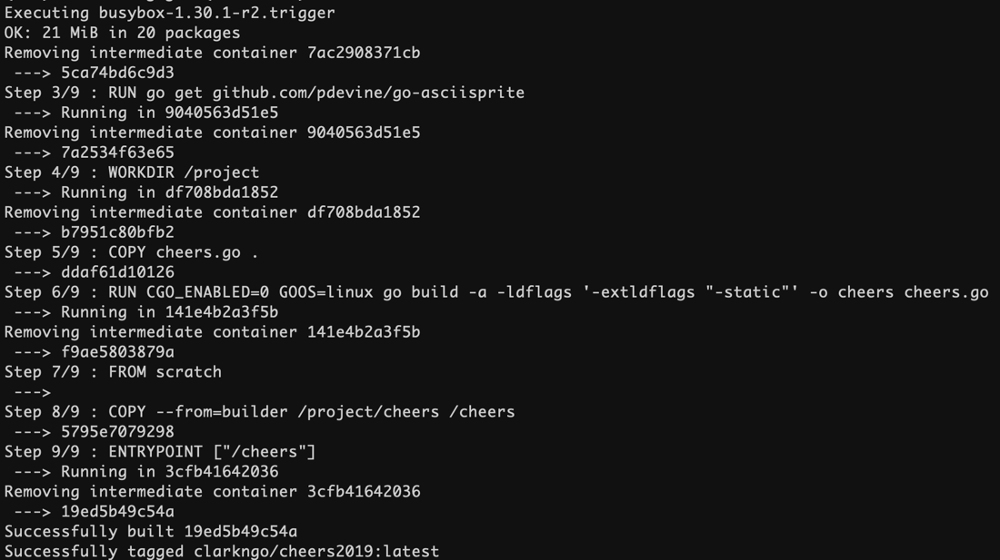 Executing busybox-1.30.1-r2.trigger
OK: 21 MiB in 20 packages
Removing intermediate container 7ac2908371cb
 ---> 5ca74bd6c9d3
Step 3/9 : RUN go get github.com/pdevine/go-asciisprite
 ---> Running in 9040563d51e5
Removing intermediate container 9040563d51e5
 ---> 7a2534f63e65
Step 4/9 : WORKDIR /project
 ---> Running in df708bda1852
Removing intermediate container df708bda1852
 ---> b7951c80bfb2
Step 5/9 : COPY cheers.go .
 ---> ddaf61d10126
Step 6/9 : RUN CGO_ENABLED=0 GOOS=linux go build -a -ldflags '-extldflags "-static"' -o cheers cheers.go
 ---> Running in 141e4b2a3f5b
Removing intermediate container 141e4b2a3f5b
 ---> f9ae5803879a
Step 7/9 : FROM scratch
 --->
Step 8/9 : COPY --from=builder /project/cheers /cheers
 ---> 5795e7079298
Step 9/9 : ENTRYPOINT ["/cheers"]
 ---> Running in 3cfb41642036
Removing intermediate container 3cfb41642036
 ---> 19ed5b49c54a
Successfully built 19ed5b49c54a
Successfully tagged clarkngo/cheers2019:latest